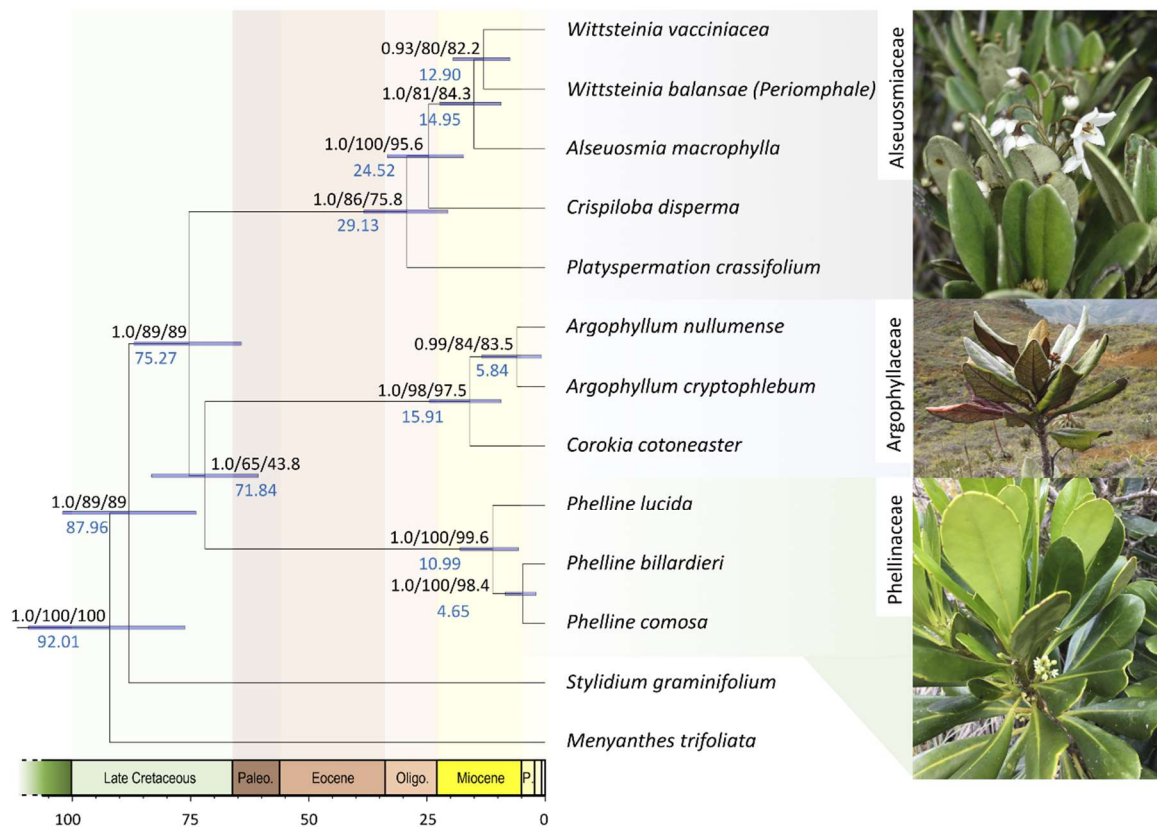 Wittsteinia vacciniacea
0.93/80/82.2
12.90
Wittsteinia balansae (Periomphale)
1.0/81/84.3
14.95
Alseuosmia macrophylla
1.0/100/95.6
24.52
Crispiloba disperma
1.0/86/75.8
29.13
Platyspermation crassifolium
Alseuosmiaceae
Argophyllum nullumense
1.0/89/89
75.27
0.99/84/83.5
5.84
Argophyllum cryptophlebum
1.0/98/97.5
15.91
Corokia cotoneaster
Argophyllaceae
1.0/65/43.8
71.84
Phelline lucida
1.0/89/89
87.96
1.0/100/99.6
10.99
Phelline billardieri
1.0/100/98.4
4.65
Phelline comosa
Phellinaceae
1.0/100/100
92.01
Stylidium graminifolium
Menyanthes trifoliata
Late Cretaceous Paleo. Eocene Oligo. Miocene P.
100 75 50 25 0